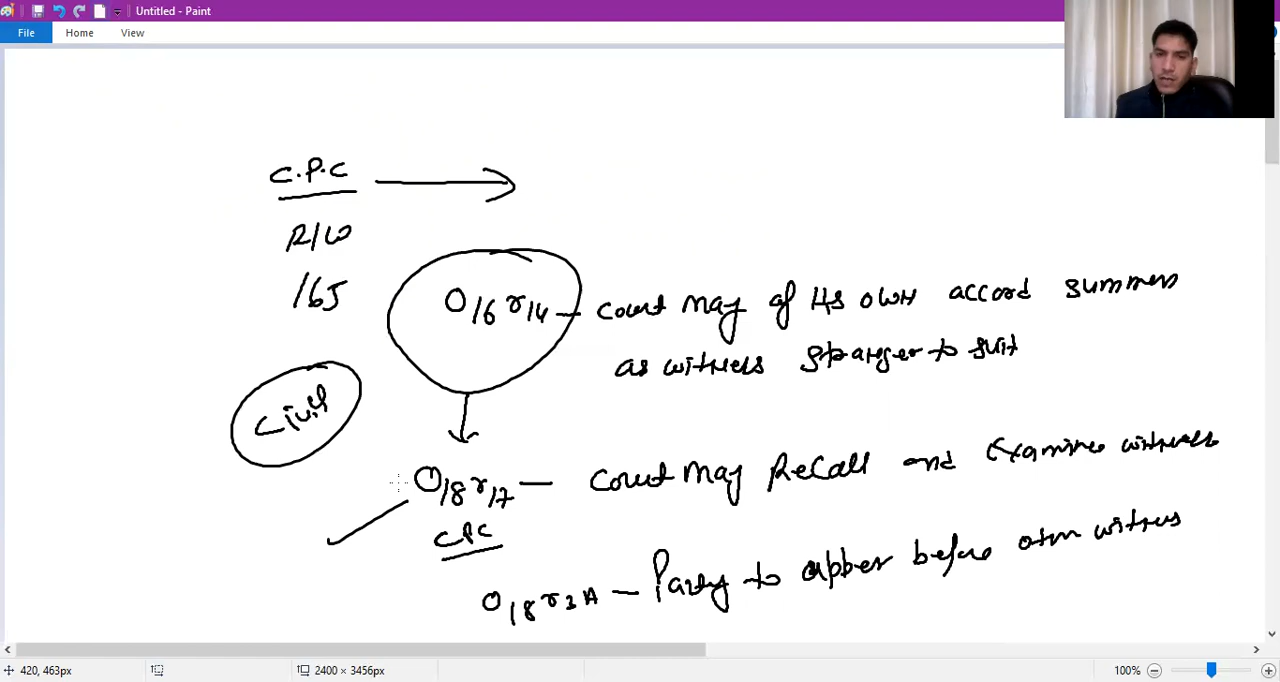 Untitled - Paint
File Home View
C.P.C
R/W
165
O/16 r/14 — court may of its own accord summon
as witness stranger to suit
Civil
O/18 r/17 — court may Recall and Examine witness
CPC
O/18 r 3A — Party to apper before other witnes
420, 463px 2400 × 3456px 100%